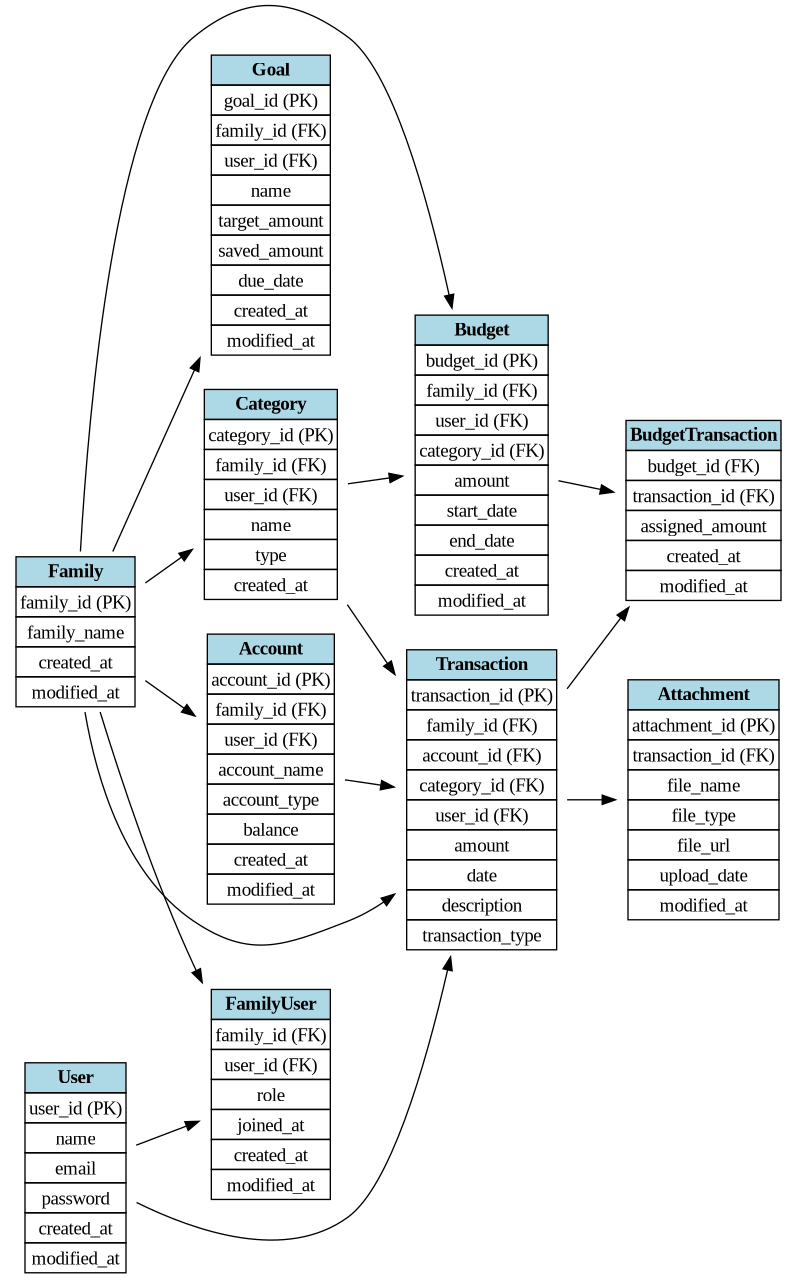 Goal
goal_id (PK)
family_id (FK)
user_id (FK)
name
target_amount
saved_amount
due_date
created_at
modified_at
Category
category_id (PK)
family_id (FK)
user_id (FK)
name
type
created_at
Budget
budget_id (PK)
family_id (FK)
user_id (FK)
category_id (FK)
amount
start_date
end_date
created_at
modified_at
BudgetTransaction
budget_id (FK)
transaction_id (FK)
assigned_amount
created_at
modified_at
Family
family_id (PK)
family_name
created_at
modified_at
Account
account_id (PK)
family_id (FK)
user_id (FK)
account_name
account_type
balance
created_at
modified_at
Transaction
transaction_id (PK)
family_id (FK)
account_id (FK)
category_id (FK)
user_id (FK)
amount
date
description
transaction_type
Attachment
attachment_id (PK)
transaction_id (FK)
file_name
file_type
file_url
upload_date
modified_at
FamilyUser
family_id (FK)
user_id (FK)
role
joined_at
created_at
modified_at
User
user_id (PK)
name
email
password
created_at
modified_at